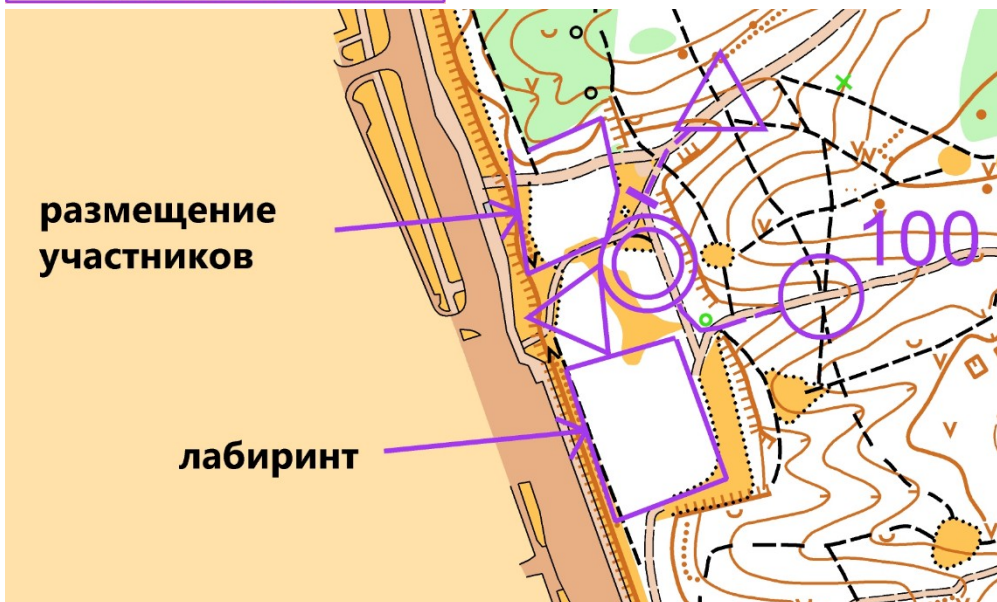 размещение
участников
100
лабиринт